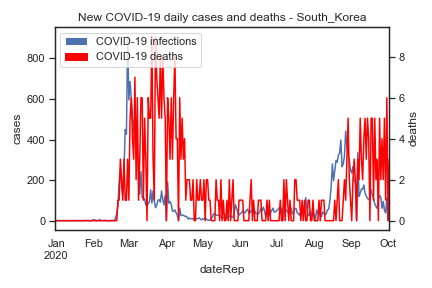 New COVID-19 daily cases and deaths - South_Korea
COVID-19 infections
COVID-19 deaths
800
600
400
200
0
cases
8
6
4
2
0
deaths
Jan Feb Mar Apr May Jun Jul Aug Sep Oct
2020
dateRep